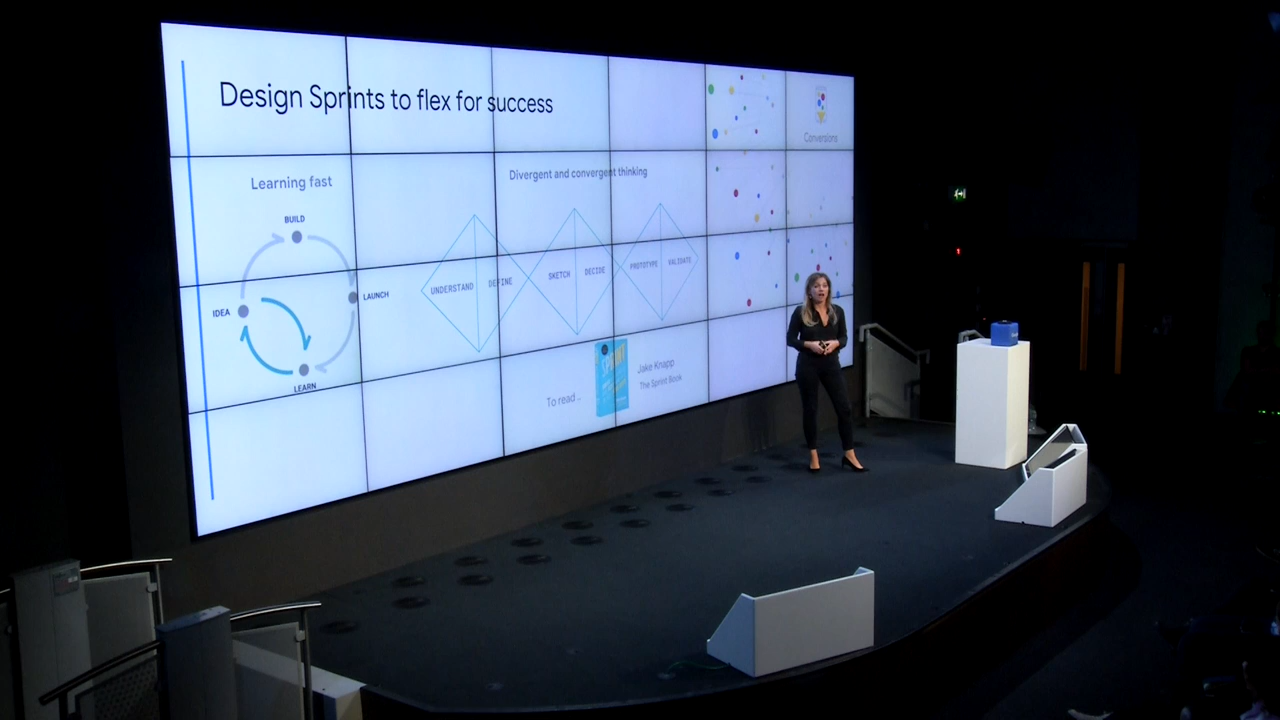 Design Sprints to flex for success
Conversions
Learning fast
Divergent and convergent thinking
BUILD
IDEA
LAUNCH
LEARN
UNDERSTAND
DEFINE
SKETCH
DECIDE
PROTOTYPE
VALIDATE
To read ..
SPRINT
Jake Knapp
The Sprint Book